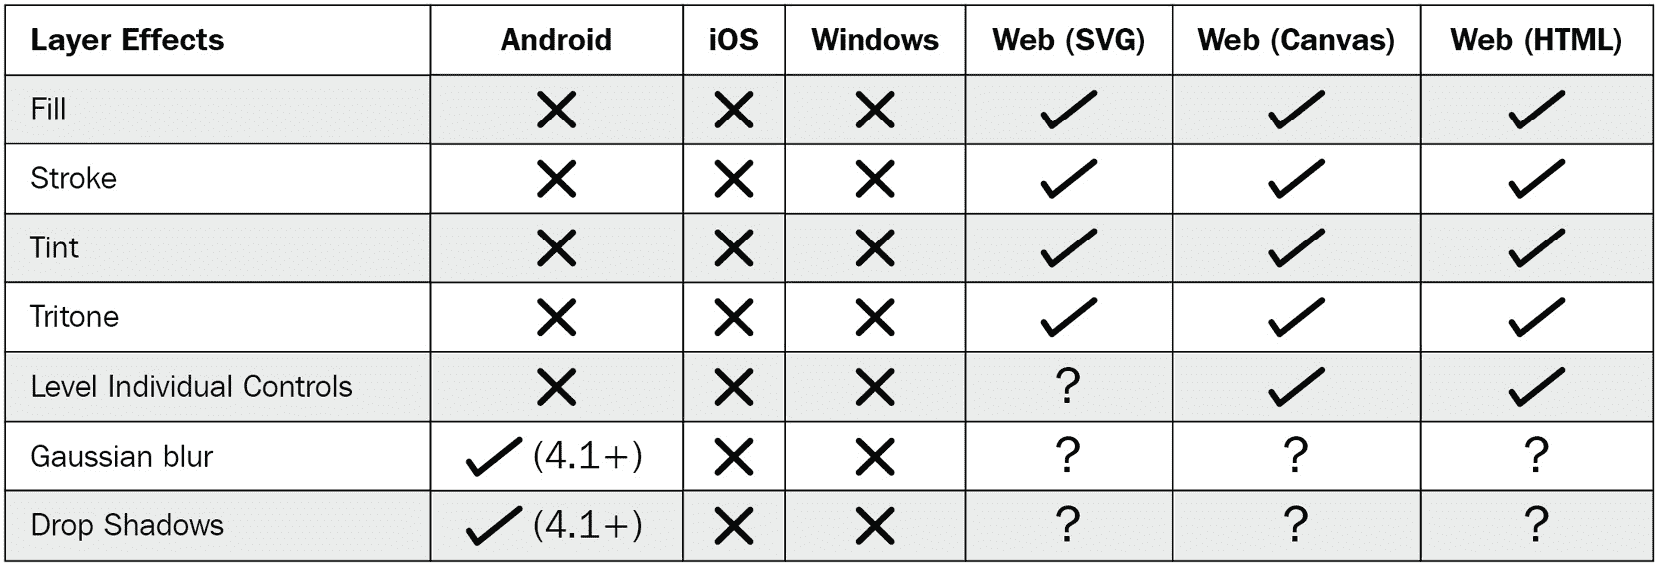 Layer Effects Android iOS Windows Web (SVG) Web (Canvas) Web (HTML)
Fill ✕ ✕ ✕ ✓ ✓ ✓
Stroke ✕ ✕ ✕ ✓ ✓ ✓
Tint ✕ ✕ ✕ ✓ ✓ ✓
Tritone ✕ ✕ ✕ ✓ ✓ ✓
Level Individual Controls ✕ ✕ ✕ ? ✓ ✓
Gaussian blur ✓ (4.1+) ✕ ✕ ? ? ?
Drop Shadows ✓ (4.1+) ✕ ✕ ? ? ?